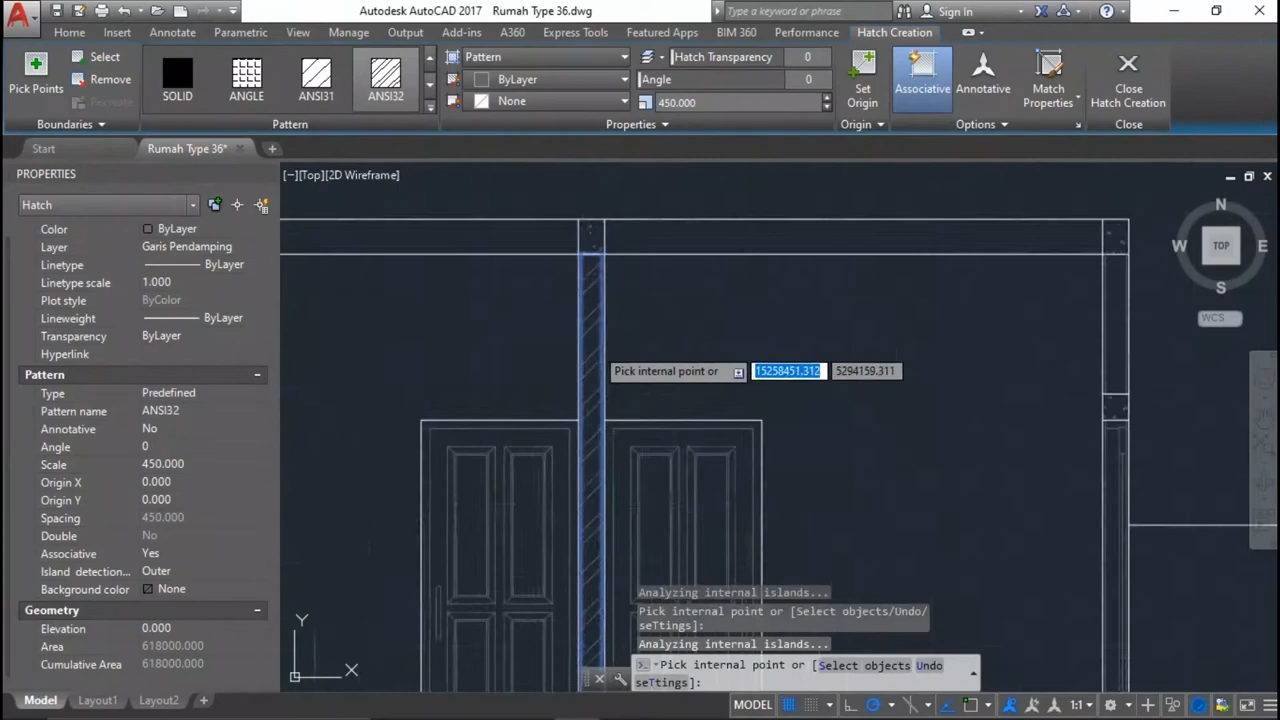 Autodesk AutoCAD 2017 Rumah Type 36.dwg
Type a keyword or phrase
Sign In
Home Insert Annotate Parametric View Manage Output Add-ins A360 Express Tools Featured Apps BIM 360 Performance Hatch Creation
Pick Points
Select
Remove
Recreate
Boundaries
SOLID
ANGLE
ANSI31
ANSI32
Pattern
Pattern
ByLayer
None
Hatch Transparency 0
Angle 0
450.000
Properties
Set
Origin
Origin
Associative
Annotative
Match
Properties
Options
Close
Hatch Creation
Close
Start
Rumah Type 36*
PROPERTIES
Hatch
Color ByLayer
Layer Garis Pendamping
Linetype ByLayer
Linetype scale 1.000
Plot style ByColor
Lineweight ByLayer
Transparency ByLayer
Hyperlink
Pattern
Type Predefined
Pattern name ANSI32
Annotative No
Angle 0
Scale 450.000
Origin X 0.000
Origin Y 0.000
Spacing 450.000
Double No
Associative Yes
Island detection... Outer
Background color None
Geometry
Elevation 0.000
Area 618000.000
Cumulative Area 618000.000
[−][Top][2D Wireframe]
N
W TOP E
S
WCS
Pick internal point or 15258451.312 5294159.311
Analyzing internal islands...
Pick internal point or [Select objects/Undo/
seTtings]:
Analyzing internal islands...
Pick internal point or [Select objects Undo
seTtings]:
Y
X
Model Layout1 Layout2 +
MODEL
1:1